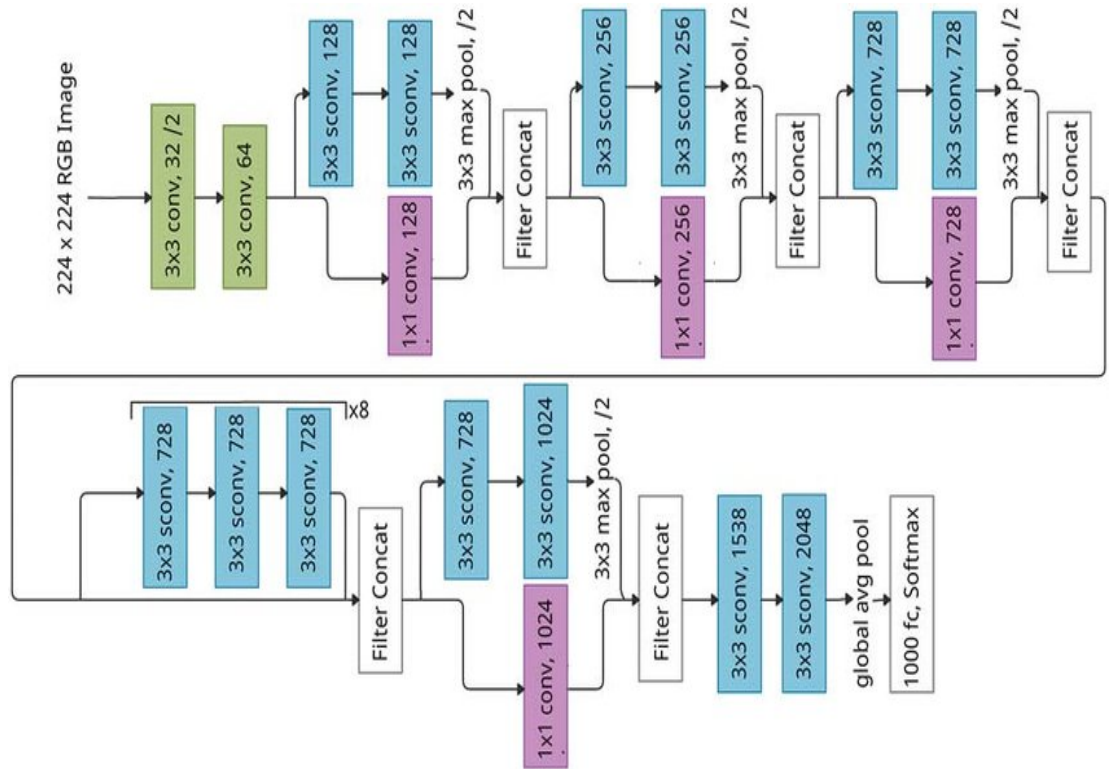 224 x 224 RGB Image
3x3 conv, 32 /2
3x3 conv, 64
3x3 sconv, 128
3x3 sconv, 128
3x3 max pool, /2
1x1 conv, 128
Filter Concat
3x3 sconv, 256
3x3 sconv, 256
3x3 max pool, /2
1x1 conv, 256
Filter Concat
3x3 sconv, 728
3x3 sconv, 728
3x3 max pool, /2
1x1 conv, 728
Filter Concat
3x3 sconv, 728
3x3 sconv, 728
3x3 sconv, 728
x8
Filter Concat
3x3 sconv, 728
3x3 sconv, 1024
3x3 max pool, /2
1x1 conv, 1024
Filter Concat
3x3 sconv, 1538
3x3 sconv, 2048
global avg pool
1000 fc, Softmax